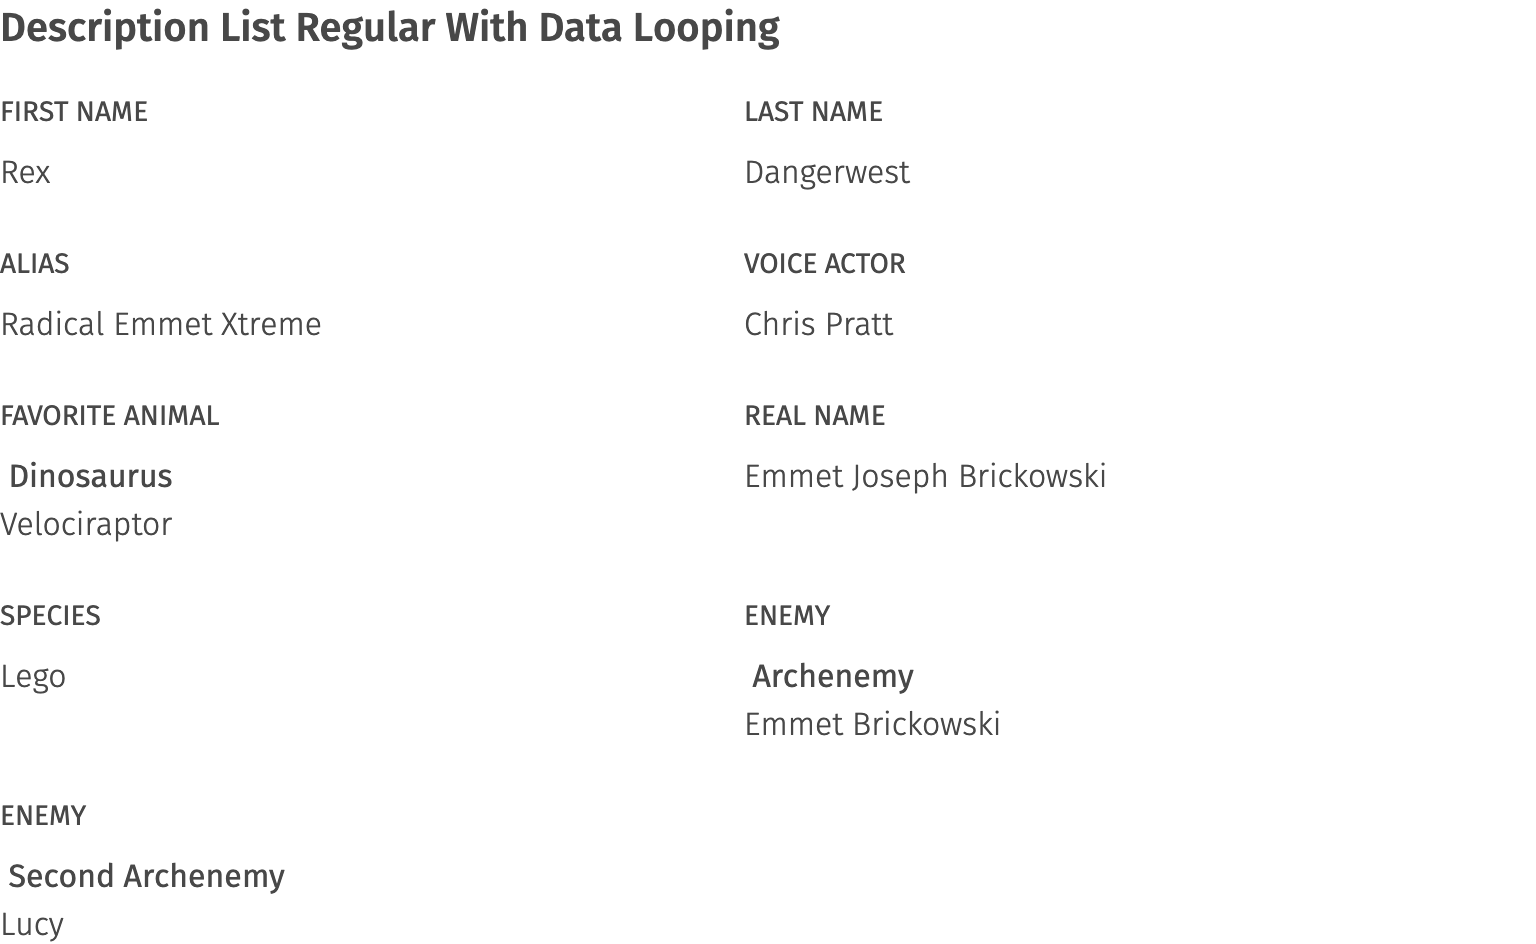 Description List Regular With Data Looping
FIRST NAME
Rex
LAST NAME
Dangerwest
ALIAS
Radical Emmet Xtreme
VOICE ACTOR
Chris Pratt
FAVORITE ANIMAL
Dinosaurus
Velociraptor
REAL NAME
Emmet Joseph Brickowski
SPECIES
Lego
ENEMY
Archenemy
Emmet Brickowski
ENEMY
Second Archenemy
Lucy